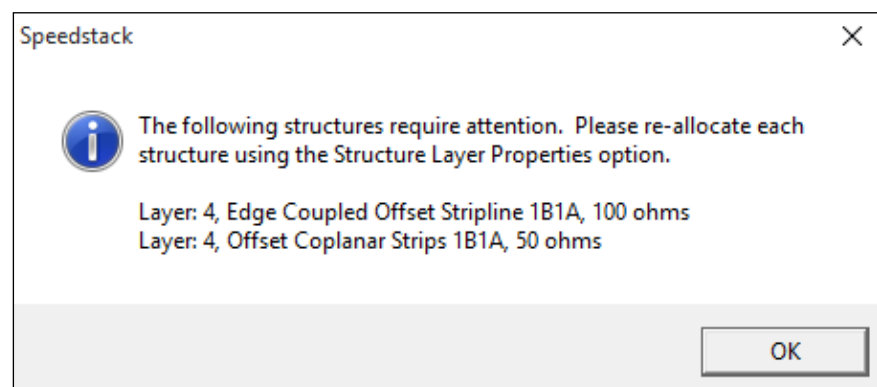 Speedstack
The following structures require attention.  Please re-allocate each
structure using the Structure Layer Properties option.
Layer: 4, Edge Coupled Offset Stripline 1B1A, 100 ohms
Layer: 4, Offset Coplanar Strips 1B1A, 50 ohms
OK